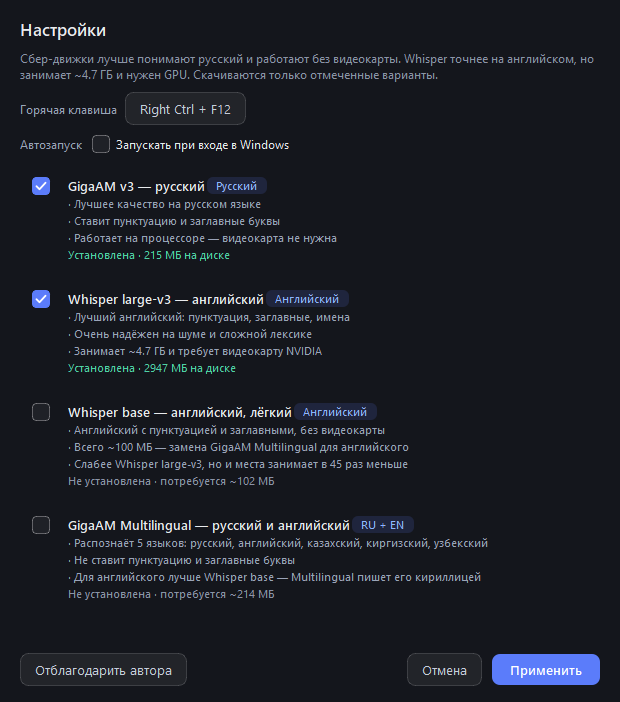 Настройки
Сбер-движки лучше понимают русский и работают без видеокарты. Whisper точнее на английском, но
занимает ~4.7 ГБ и нужен GPU. Скачиваются только отмеченные варианты.
Горячая клавиша Right Ctrl + F12
Автозапуск Запускать при входе в Windows
GigaAM v3 — русский Русский
· Лучшее качество на русском языке
· Ставит пунктуацию и заглавные буквы
· Работает на процессоре — видеокарта не нужна
Установлена · 215 МБ на диске
Whisper large-v3 — английский Английский
· Лучший английский: пунктуация, заглавные, имена
· Очень надёжен на шуме и сложной лексике
· Занимает ~4.7 ГБ и требует видеокарту NVIDIA
Установлена · 2947 МБ на диске
Whisper base — английский, лёгкий Английский
· Английский с пунктуацией и заглавными, без видеокарты
· Всего ~100 МБ — замена GigaAM Multilingual для английского
· Слабее Whisper large-v3, но и места занимает в 45 раз меньше
Не установлена · потребуется ~102 МБ
GigaAM Multilingual — русский и английский RU + EN
· Распознаёт 5 языков: русский, английский, казахский, киргизский, узбекский
· Не ставит пунктуацию и заглавные буквы
· Для английского лучше Whisper base — Multilingual пишет его кириллицей
Не установлена · потребуется ~214 МБ
Отблагодарить автора Отмена Применить